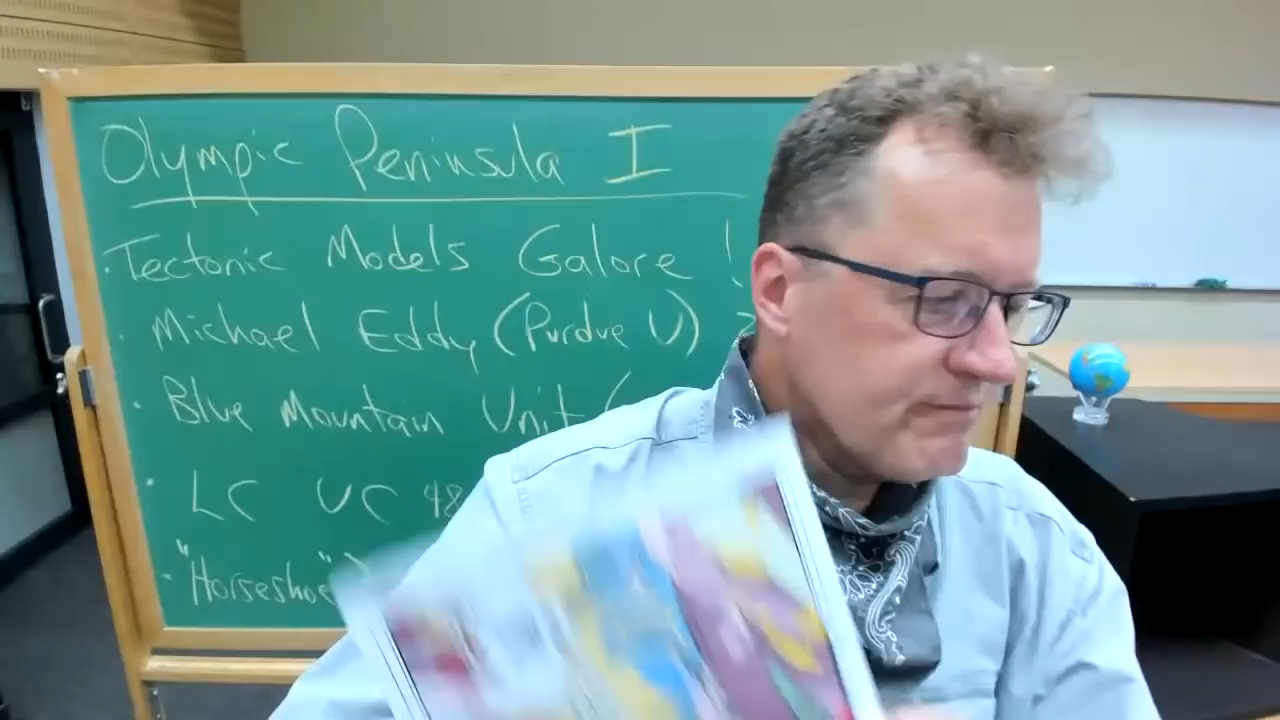 Olympic Peninsula I
· Tectonic Models Galore !
· Michael Eddy (Purdue U)
· Blue Mountain Unit (
· LC UC 48
· "Horseshoe"